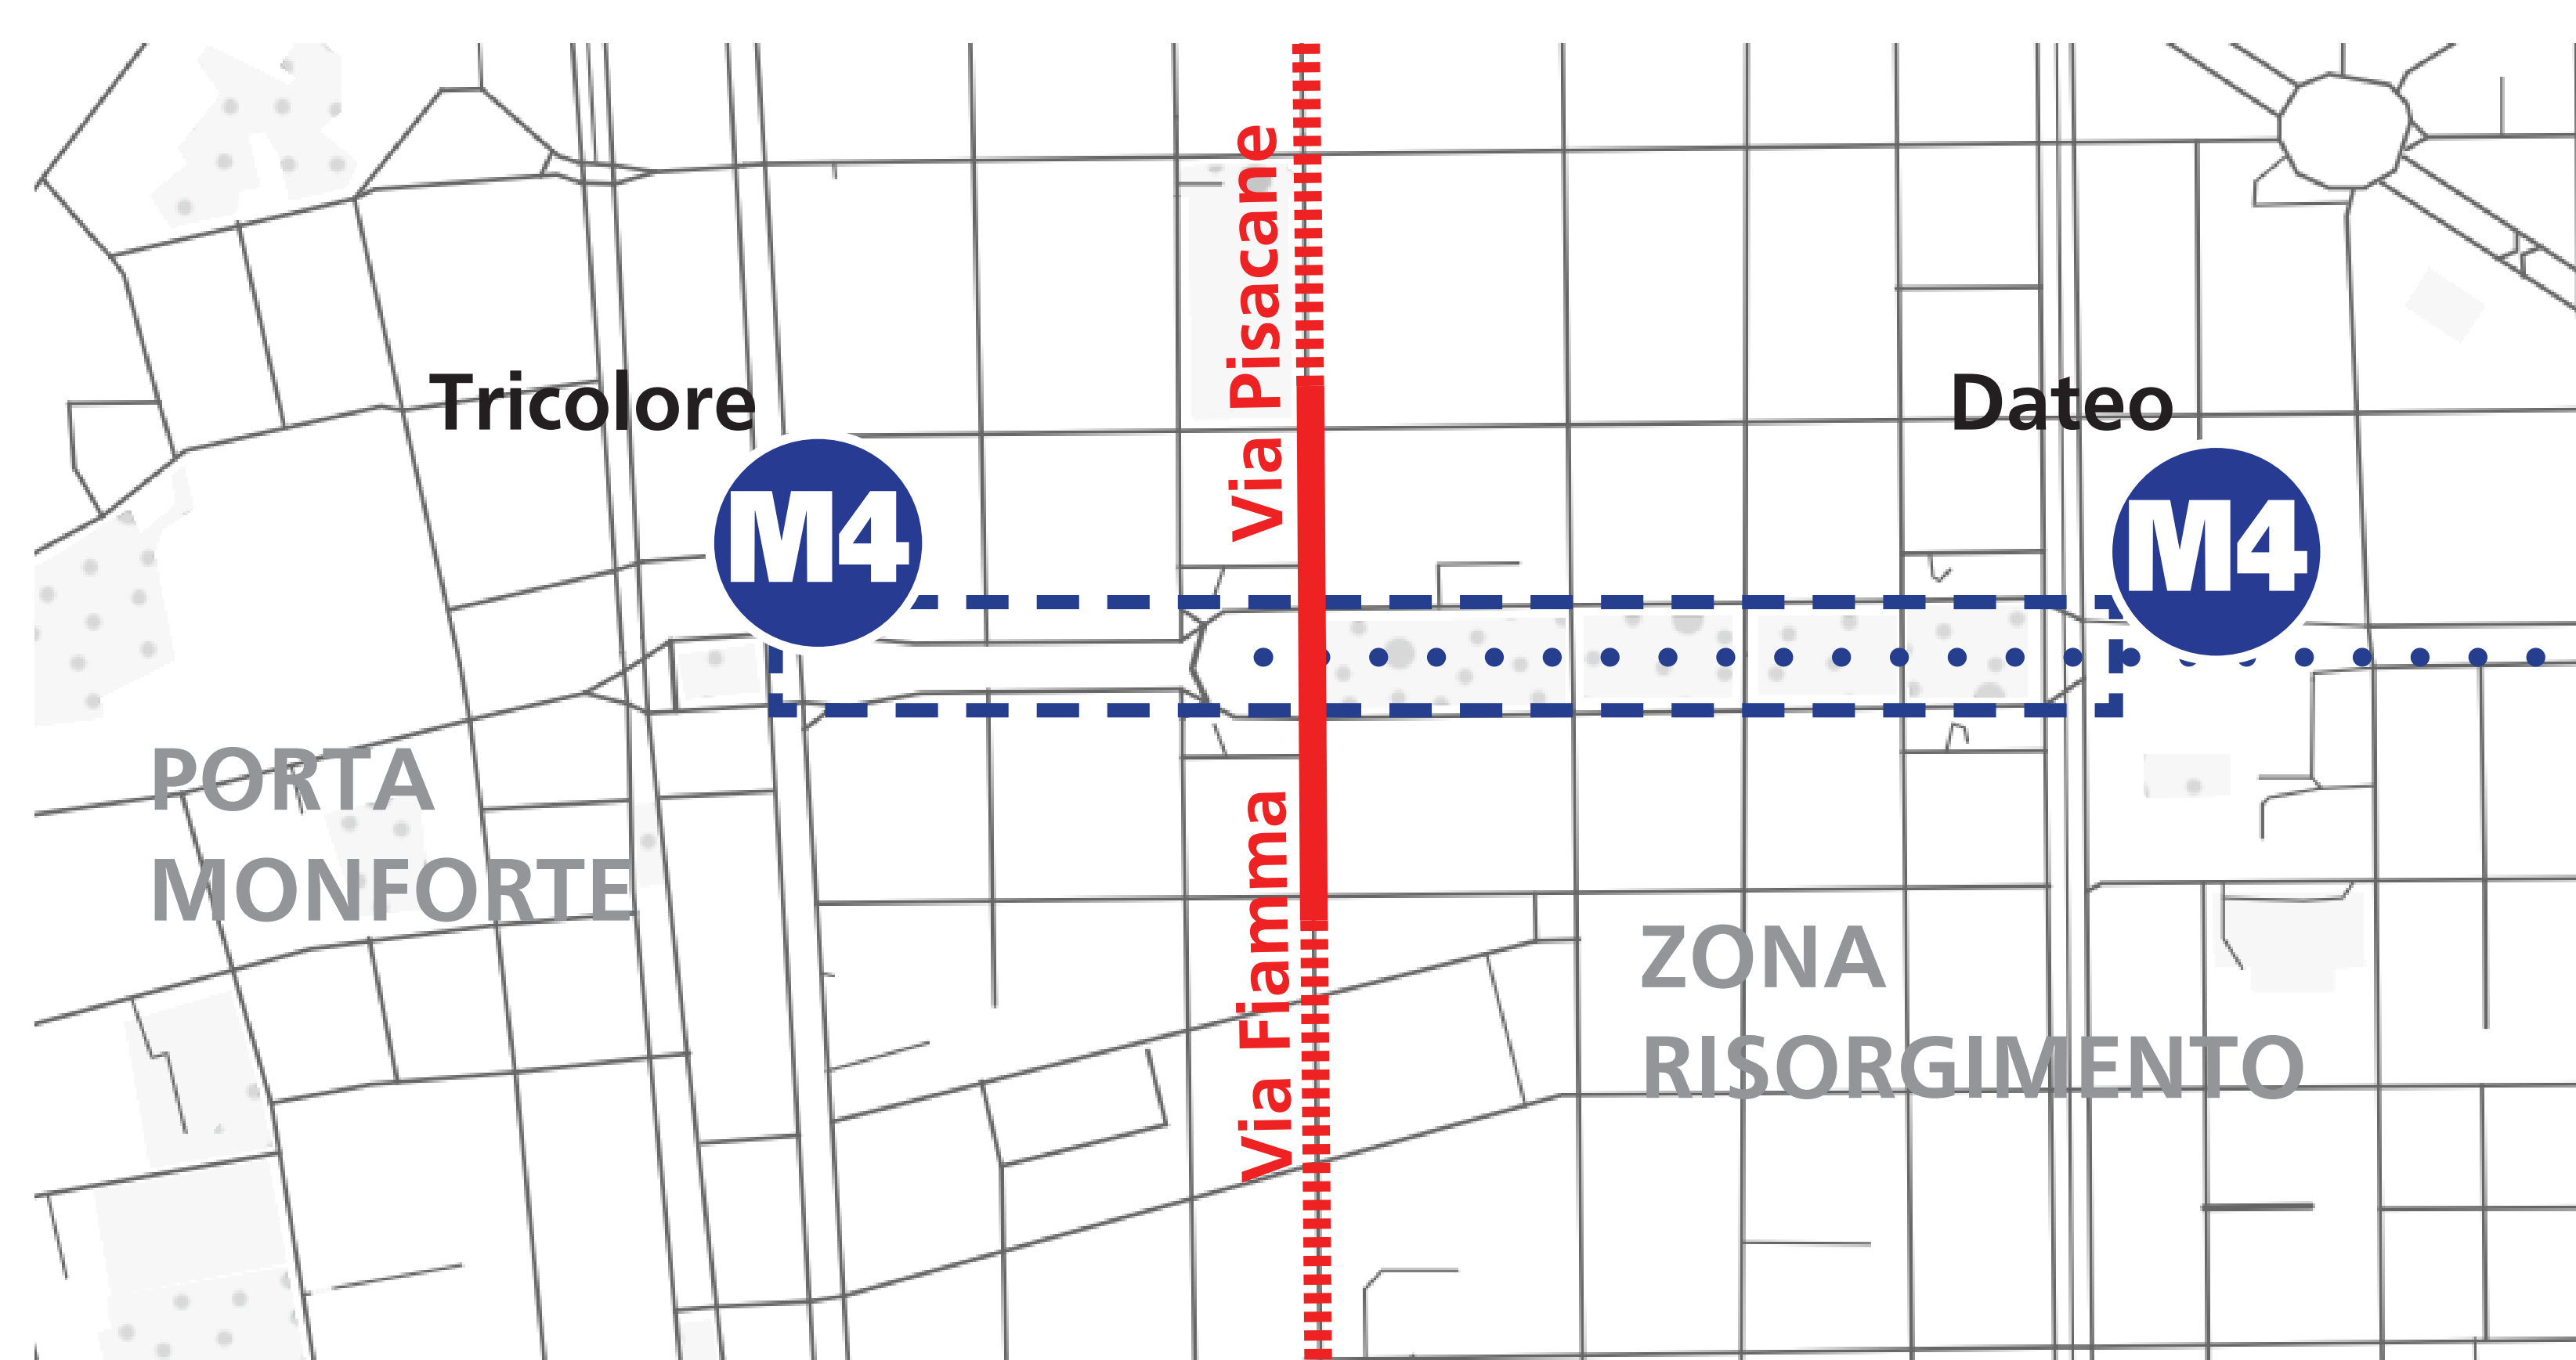 Via Pisacane
Tricolore
Dateo
M4
M4
PORTA
MONFORTE
Via Fiamma
ZONA
RISORGIMENTO